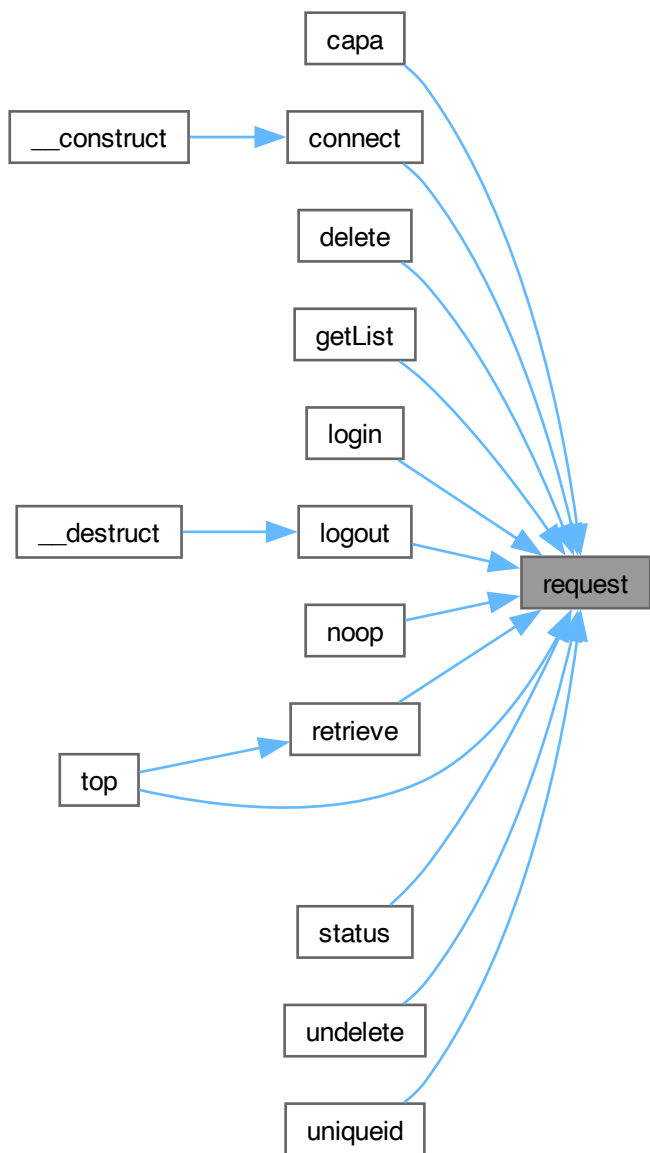 capa
__construct
connect
delete
getList
login
__destruct
logout
request
noop
retrieve
top
status
undelete
uniqueid